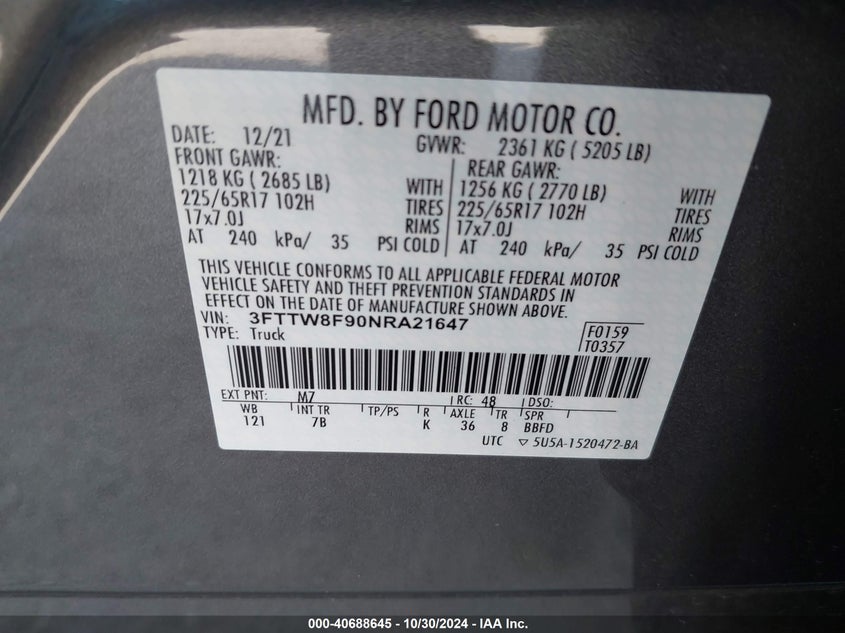 MFD. BY FORD MOTOR CO.
DATE: 12/21 GVWR: 2361 KG ( 5205 LB)
FRONT GAWR: REAR GAWR:
1218 KG ( 2685 LB) WITH 1256 KG ( 2770 LB) WITH
225/65R17 102H TIRES 225/65R17 102H TIRES
17x7.0J RIMS 17x7.0J RIMS
AT 240 kPa/ 35 PSI COLD AT 240 kPa/ 35 PSI COLD
THIS VEHICLE CONFORMS TO ALL APPLICABLE FEDERAL MOTOR
VEHICLE SAFETY AND THEFT PREVENTION STANDARDS IN
EFFECT ON THE DATE OF MANUFACTURE SHOWN ABOVE.
VIN: 3FTTW8F90NRA21647 F0159
TYPE: Truck T0357
EXT PNT: M7 RC: 48 DSO:
WB INT TR TP/PS R AXLE TR SPR
121 7B K 36 8 BBFD
UTC ▽ 5U5A-1520472-BA
000-40688645 - 10/30/2024 - IAA Inc.